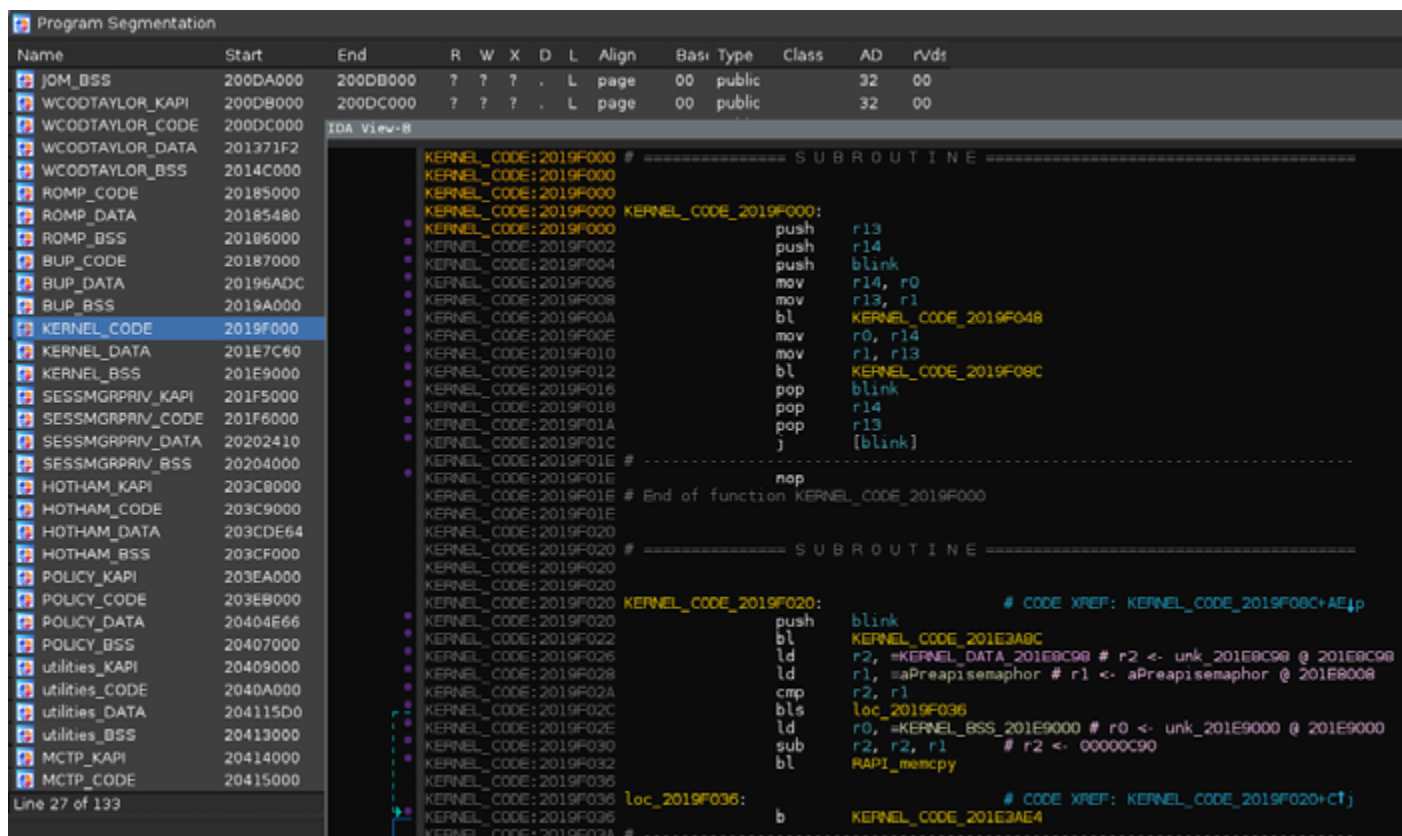 Program Segmentation
Name Start End R W X D L Align Base Type Class AD rVds
JOM_BSS 200DA000 200DB000 ? ? ? . L page 00 public 32 00
WCODTAYLOR_KAPI 200DB000 200DC000 ? ? ? . L page 00 public 32 00
WCODTAYLOR_CODE 200DC000
WCODTAYLOR_DATA 201371F2
WCODTAYLOR_BSS 2014C000
ROMP_CODE 20185000
ROMP_DATA 20185480
ROMP_BSS 20186000
BUP_CODE 20187000
BUP_DATA 20196ADC
BUP_BSS 2019A000
KERNEL_CODE 2019F000
KERNEL_DATA 201E7C60
KERNEL_BSS 201E9000
SESSMGRPRIV_KAPI 201F5000
SESSMGRPRIV_CODE 201F6000
SESSMGRPRIV_DATA 20202410
SESSMGRPRIV_BSS 20204000
HOTHAM_KAPI 203C8000
HOTHAM_CODE 203C9000
HOTHAM_DATA 203CDE64
HOTHAM_BSS 203CF000
POLICY_KAPI 203EA000
POLICY_CODE 203EB000
POLICY_DATA 20404E66
POLICY_BSS 20407000
utilities_KAPI 20409000
utilities_CODE 2040A000
utilities_DATA 204115D0
utilities_BSS 20413000
MCTP_KAPI 20414000
MCTP_CODE 20415000
Line 27 of 133
IDA View-B
KERNEL_CODE:2019F000 # =============== S U B R O U T I N E =======================================
KERNEL_CODE:2019F000
KERNEL_CODE:2019F000
KERNEL_CODE:2019F000 KERNEL_CODE_2019F000:
KERNEL_CODE:2019F000 push r13
KERNEL_CODE:2019F002 push r14
KERNEL_CODE:2019F004 push blink
KERNEL_CODE:2019F006 mov r14, r0
KERNEL_CODE:2019F008 mov r13, r1
KERNEL_CODE:2019F00A bl KERNEL_CODE_2019F048
KERNEL_CODE:2019F00E mov r0, r14
KERNEL_CODE:2019F010 mov r1, r13
KERNEL_CODE:2019F012 bl KERNEL_CODE_2019F08C
KERNEL_CODE:2019F016 pop blink
KERNEL_CODE:2019F018 pop r14
KERNEL_CODE:2019F01A pop r13
KERNEL_CODE:2019F01C j [blink]
KERNEL_CODE:2019F01E # ---------------------------------------------------------------------------
KERNEL_CODE:2019F01E nop
KERNEL_CODE:2019F01E # End of function KERNEL_CODE_2019F000
KERNEL_CODE:2019F01E
KERNEL_CODE:2019F020
KERNEL_CODE:2019F020 # =============== S U B R O U T I N E =======================================
KERNEL_CODE:2019F020
KERNEL_CODE:2019F020
KERNEL_CODE:2019F020 KERNEL_CODE_2019F020: # CODE XREF: KERNEL_CODE_2019F08C+AE↓p
KERNEL_CODE:2019F020 push blink
KERNEL_CODE:2019F022 bl KERNEL_CODE_201E3A8C
KERNEL_CODE:2019F026 ld r2, =KERNEL_DATA_201E8C98 # r2 <- unk_201E8C98 @ 201E8C98
KERNEL_CODE:2019F028 ld r1, =aPreapisemaphor # r1 <- aPreapisemaphor @ 201E8008
KERNEL_CODE:2019F02A cmp r2, r1
KERNEL_CODE:2019F02C bls loc_2019F036
KERNEL_CODE:2019F02E ld r0, =KERNEL_BSS_201E9000 # r0 <- unk_201E9000 @ 201E9000
KERNEL_CODE:2019F030 sub r2, r2, r1 # r2 <- 00000C90
KERNEL_CODE:2019F032 bl RAPI_memcpy
KERNEL_CODE:2019F036
KERNEL_CODE:2019F036 loc_2019F036: # CODE XREF: KERNEL_CODE_2019F020+C↑j
KERNEL_CODE:2019F036 b KERNEL_CODE_201E3AE4
KERNEL_CODE:2019F03A #